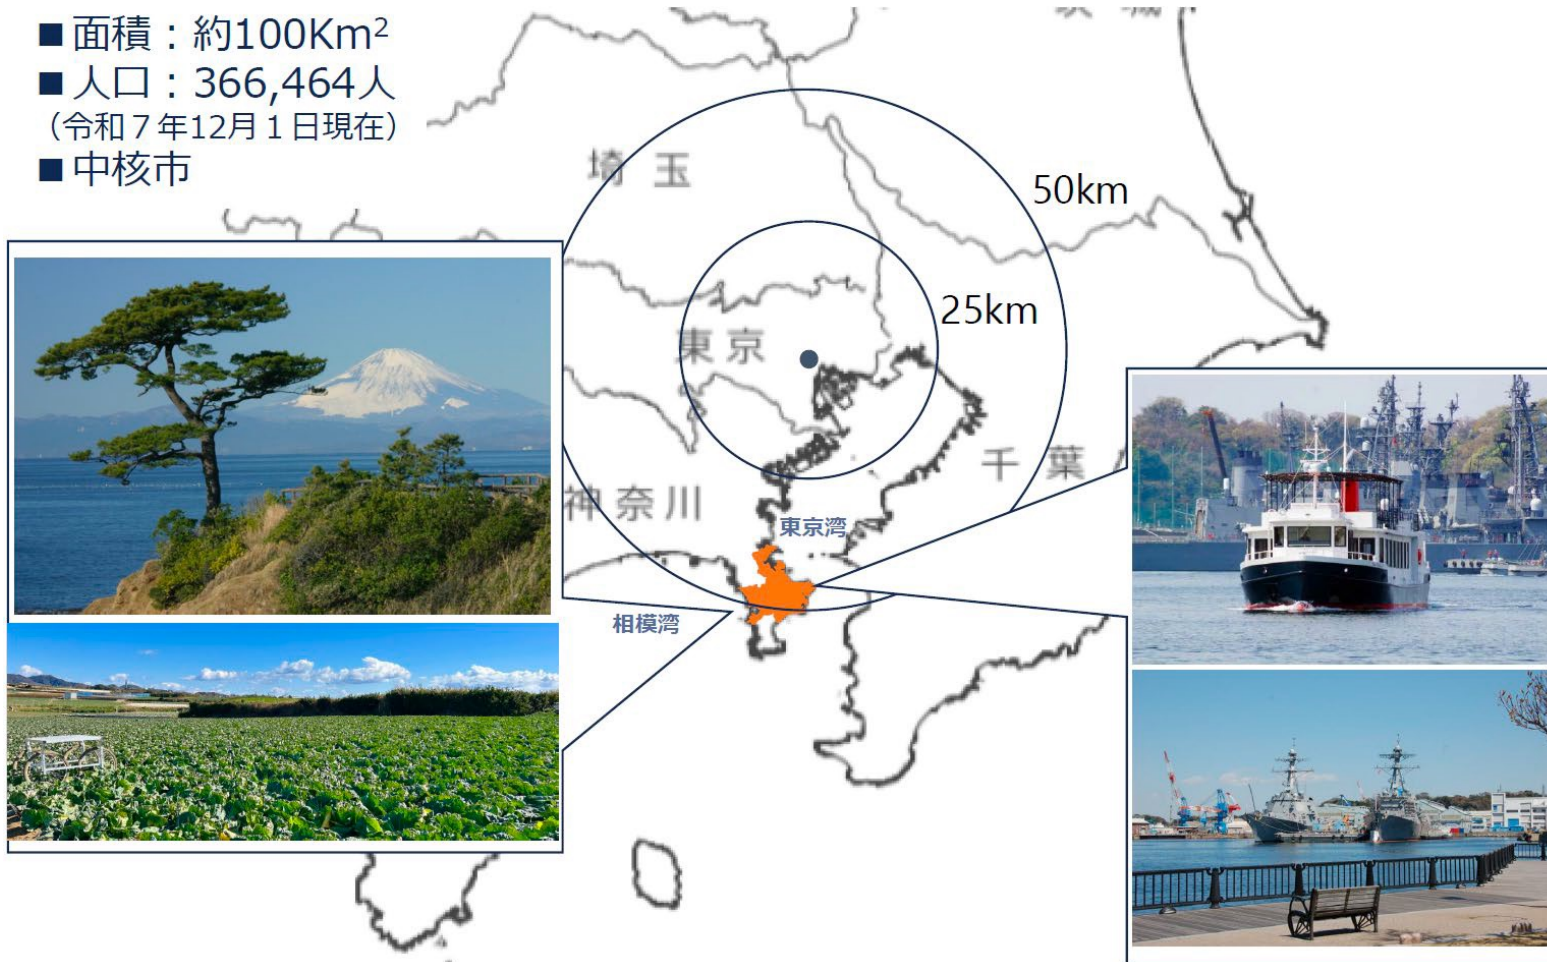 ■面積：約100Km²
■人口：366,464人
（令和７年12月１日現在）
■中核市
埼 玉
50km
25km
東 京
千 葉
神奈川
東京湾
相模湾